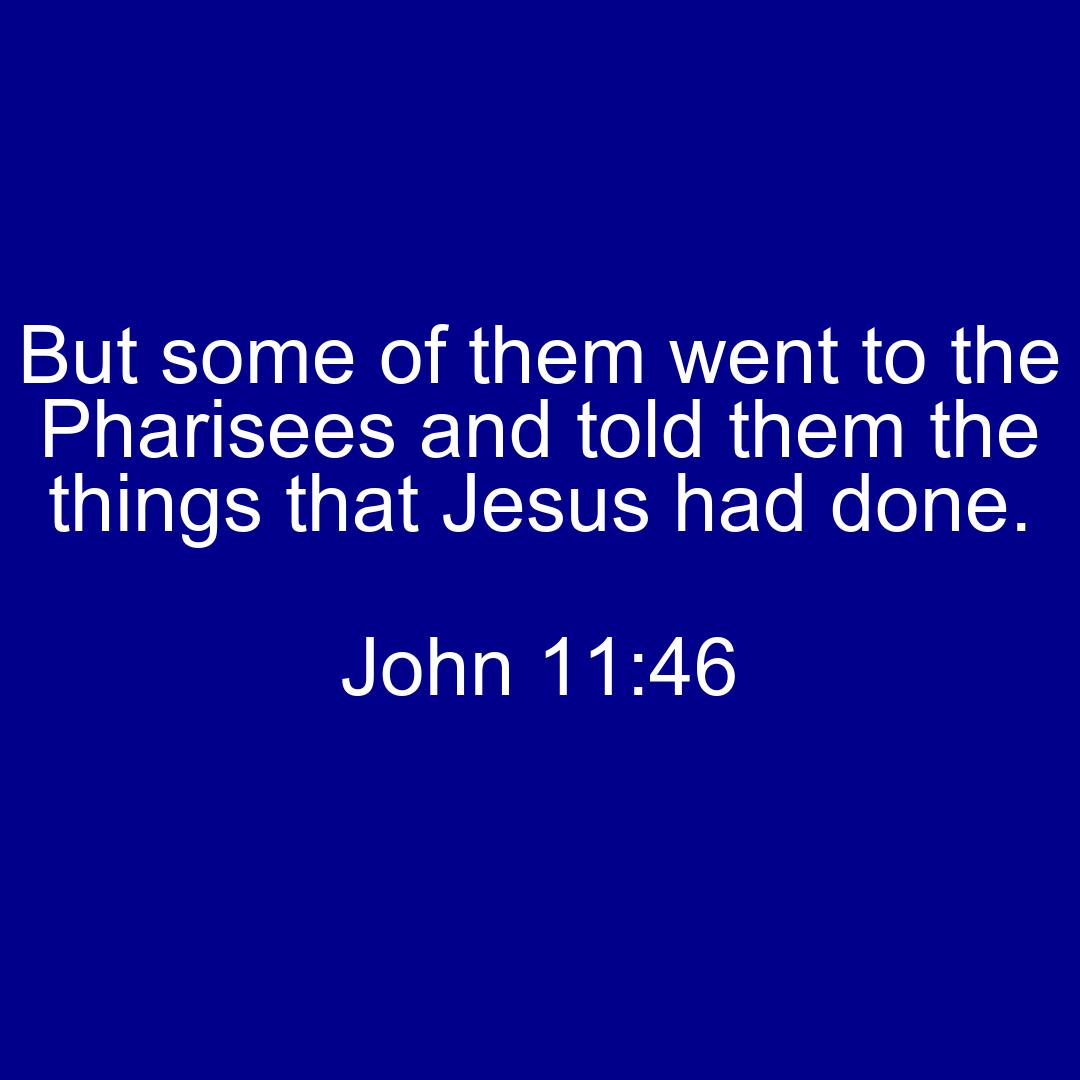 But some of them went to the
Pharisees and told them the
things that Jesus had done.
John 11:46